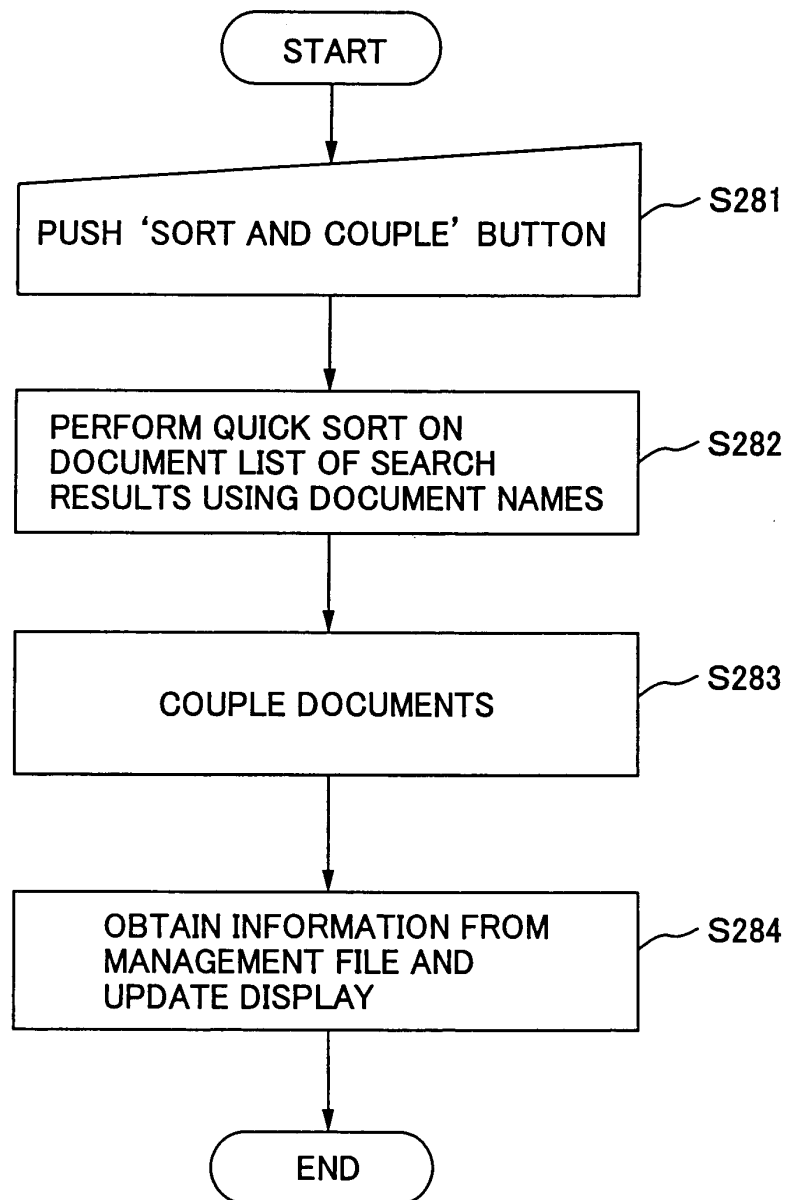 START
PUSH ‘SORT AND COUPLE’ BUTTON
S281
PERFORM QUICK SORT ON
DOCUMENT LIST OF SEARCH
RESULTS USING DOCUMENT NAMES
S282
COUPLE DOCUMENTS
S283
OBTAIN INFORMATION FROM
MANAGEMENT FILE AND
UPDATE DISPLAY
S284
END